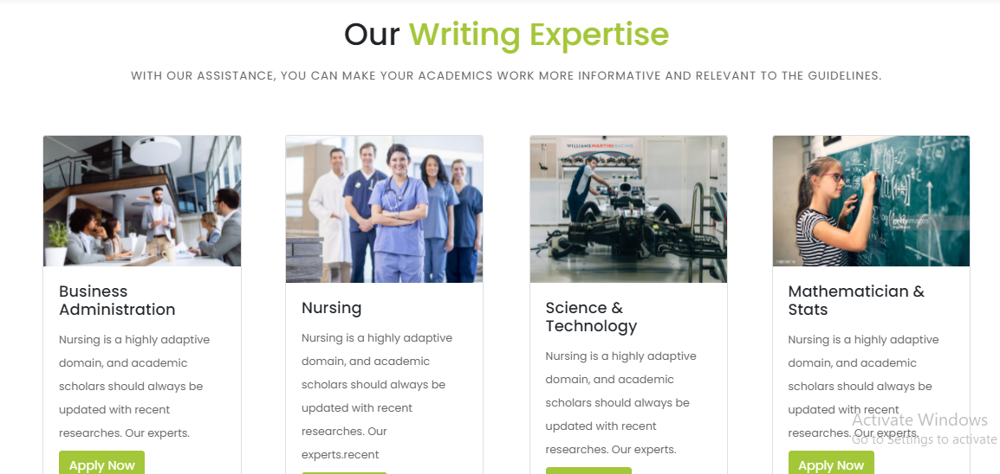 Our Writing Expertise
WITH OUR ASSISTANCE, YOU CAN MAKE YOUR ACADEMICS WORK MORE INFORMATIVE AND RELEVANT TO THE GUIDELINES.
WILLIAMS MARTINI RACING
gettyimages
Business
Administration
Nursing is a highly adaptive
domain, and academic
scholars should always be
updated with recent
researches. Our experts.
Apply Now
Nursing
Nursing is a highly adaptive
domain, and academic
scholars should always be
updated with recent
researches. Our
experts.recent
Science &
Technology
Nursing is a highly adaptive
domain, and academic
scholars should always be
updated with recent
researches. Our experts.
Mathematician &
Stats
Nursing is a highly adaptive
domain, and academic
scholars should always be
updated with recent
researches. Our experts.
Apply Now
Activate Windows
Go to Settings to activate